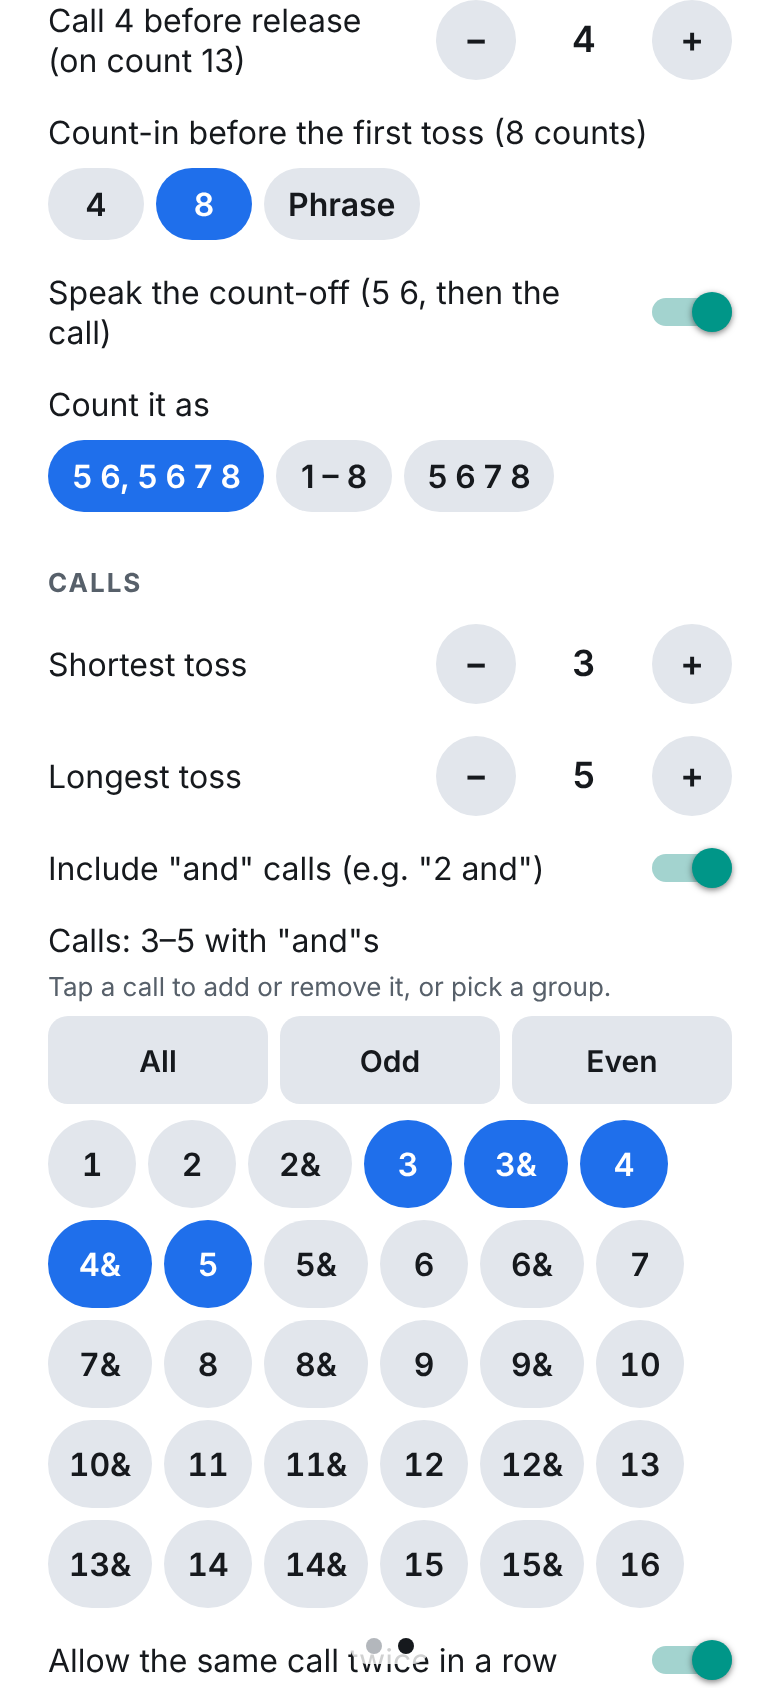 Call 4 before release
(on count 13)
− 4 +
Count-in before the first toss (8 counts)
4 8 Phrase
Speak the count-off (5 6, then the
call)
Count it as
5 6, 5 6 7 8 1 – 8 5 6 7 8
CALLS
Shortest toss − 3 +
Longest toss − 5 +
Include "and" calls (e.g. "2 and")
Calls: 3–5 with "and"s
Tap a call to add or remove it, or pick a group.
All Odd Even
1 2 2& 3 3& 4
4& 5 5& 6 6& 7
7& 8 8& 9 9& 10
10& 11 11& 12 12& 13
13& 14 14& 15 15& 16
Allow the same call twice in a row